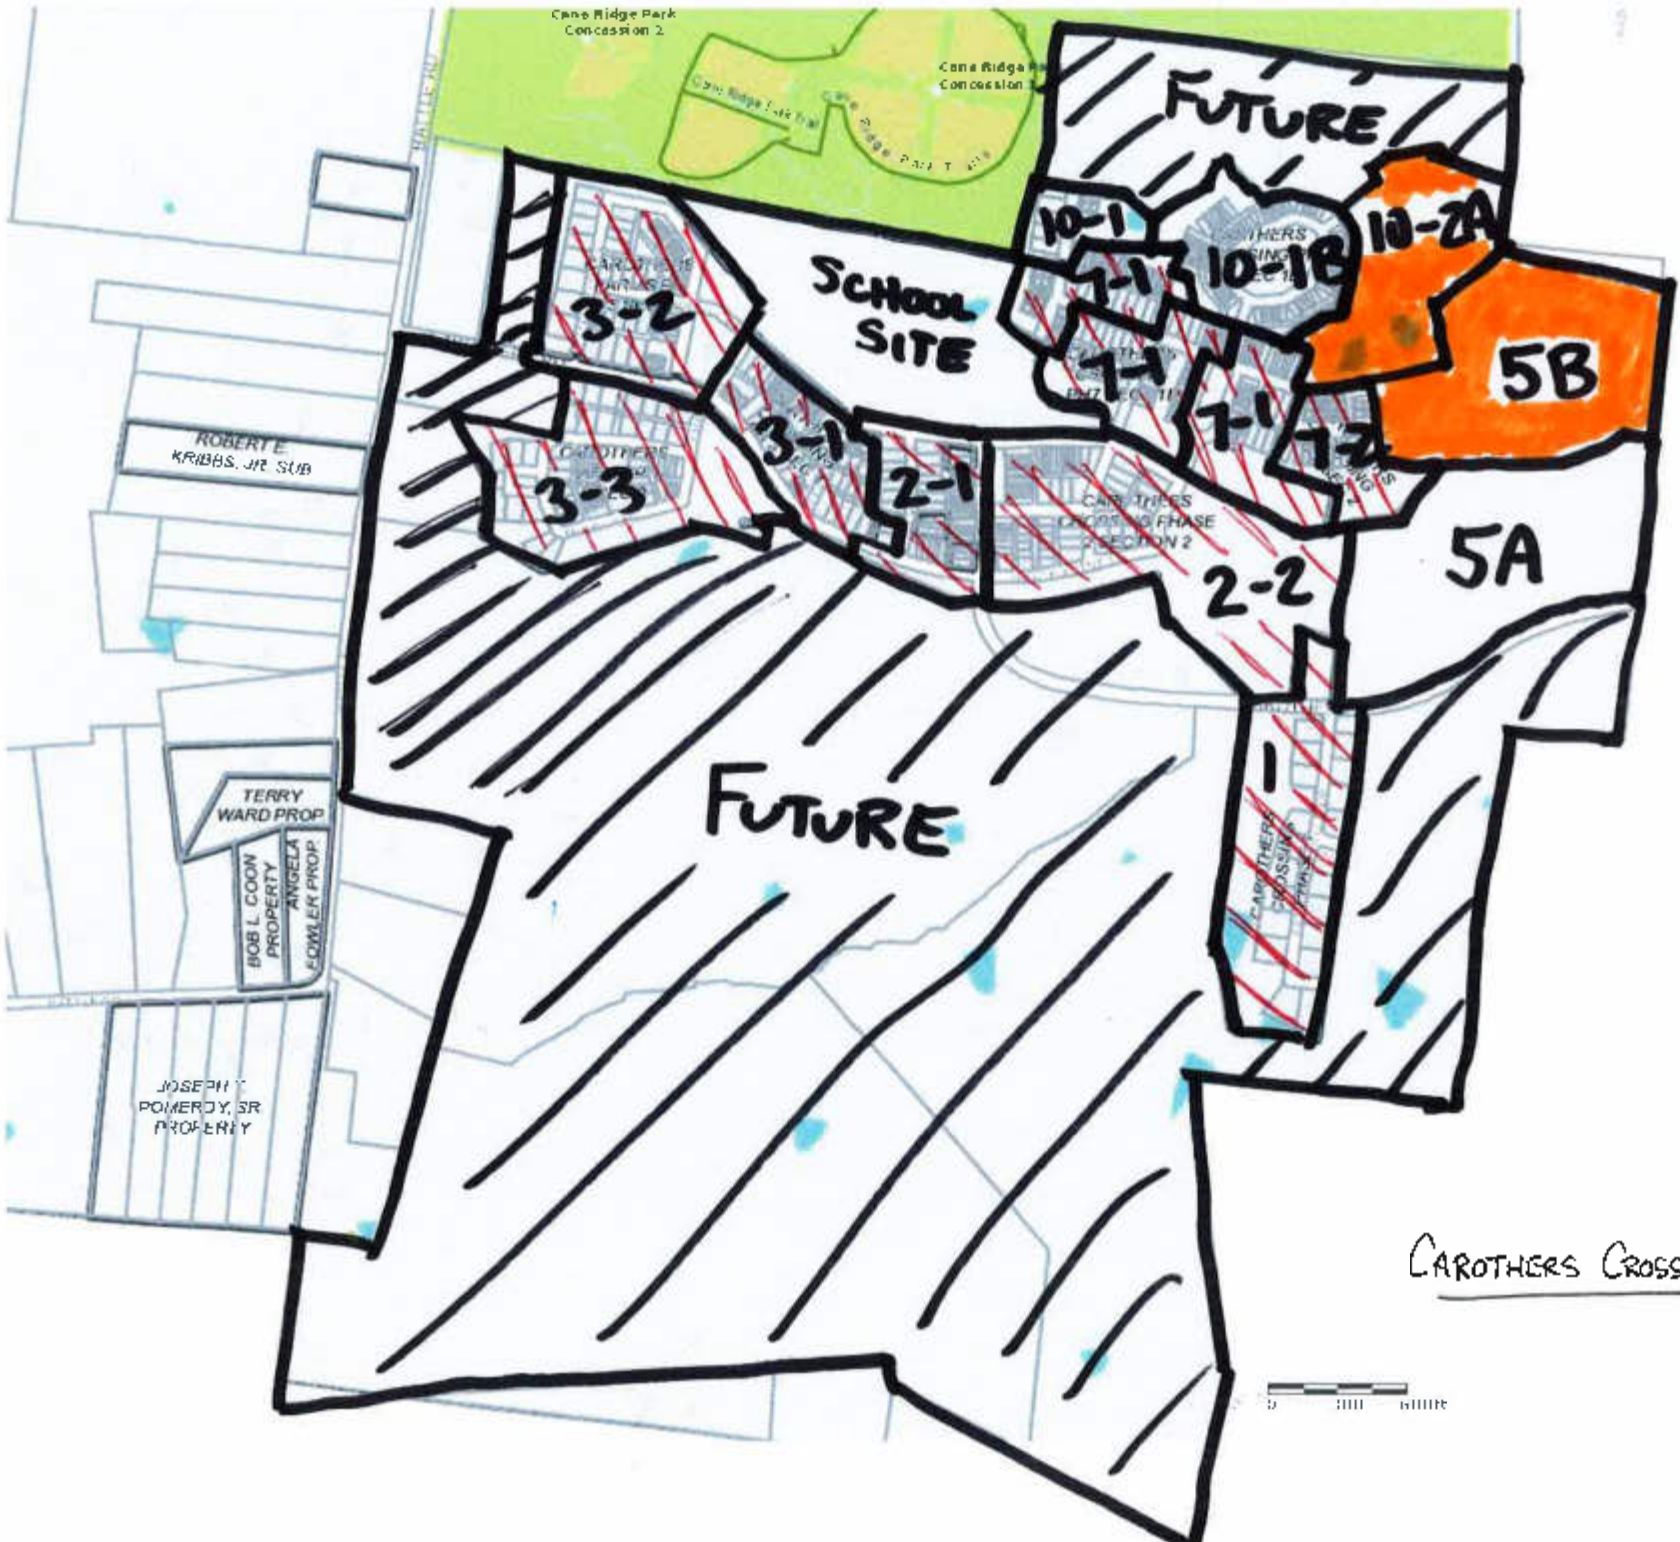 Cane Ridge Park
Concession 2
Cane Ridge
Concession
FUTURE
10-1
10-2A
7-1
10-1B
SCHOOL
SITE
3-2
5B
7-1
7-1
7-2
3-1
ROBERT E.
KRIBBS, JR. SUB
CAROTHERS
2-1
3-3
CROSSING PHASE
2 SECTION 2
5A
2-2
1
CAROTHERS
CROSSING
TERRY
WARD PROP
FUTURE
BOB L. COON
PROPERTY
ANGELA
FOWLER PROP.
JOSEPH T
POMEROY, SR
PROPERTY
CAROTHERS CROSS